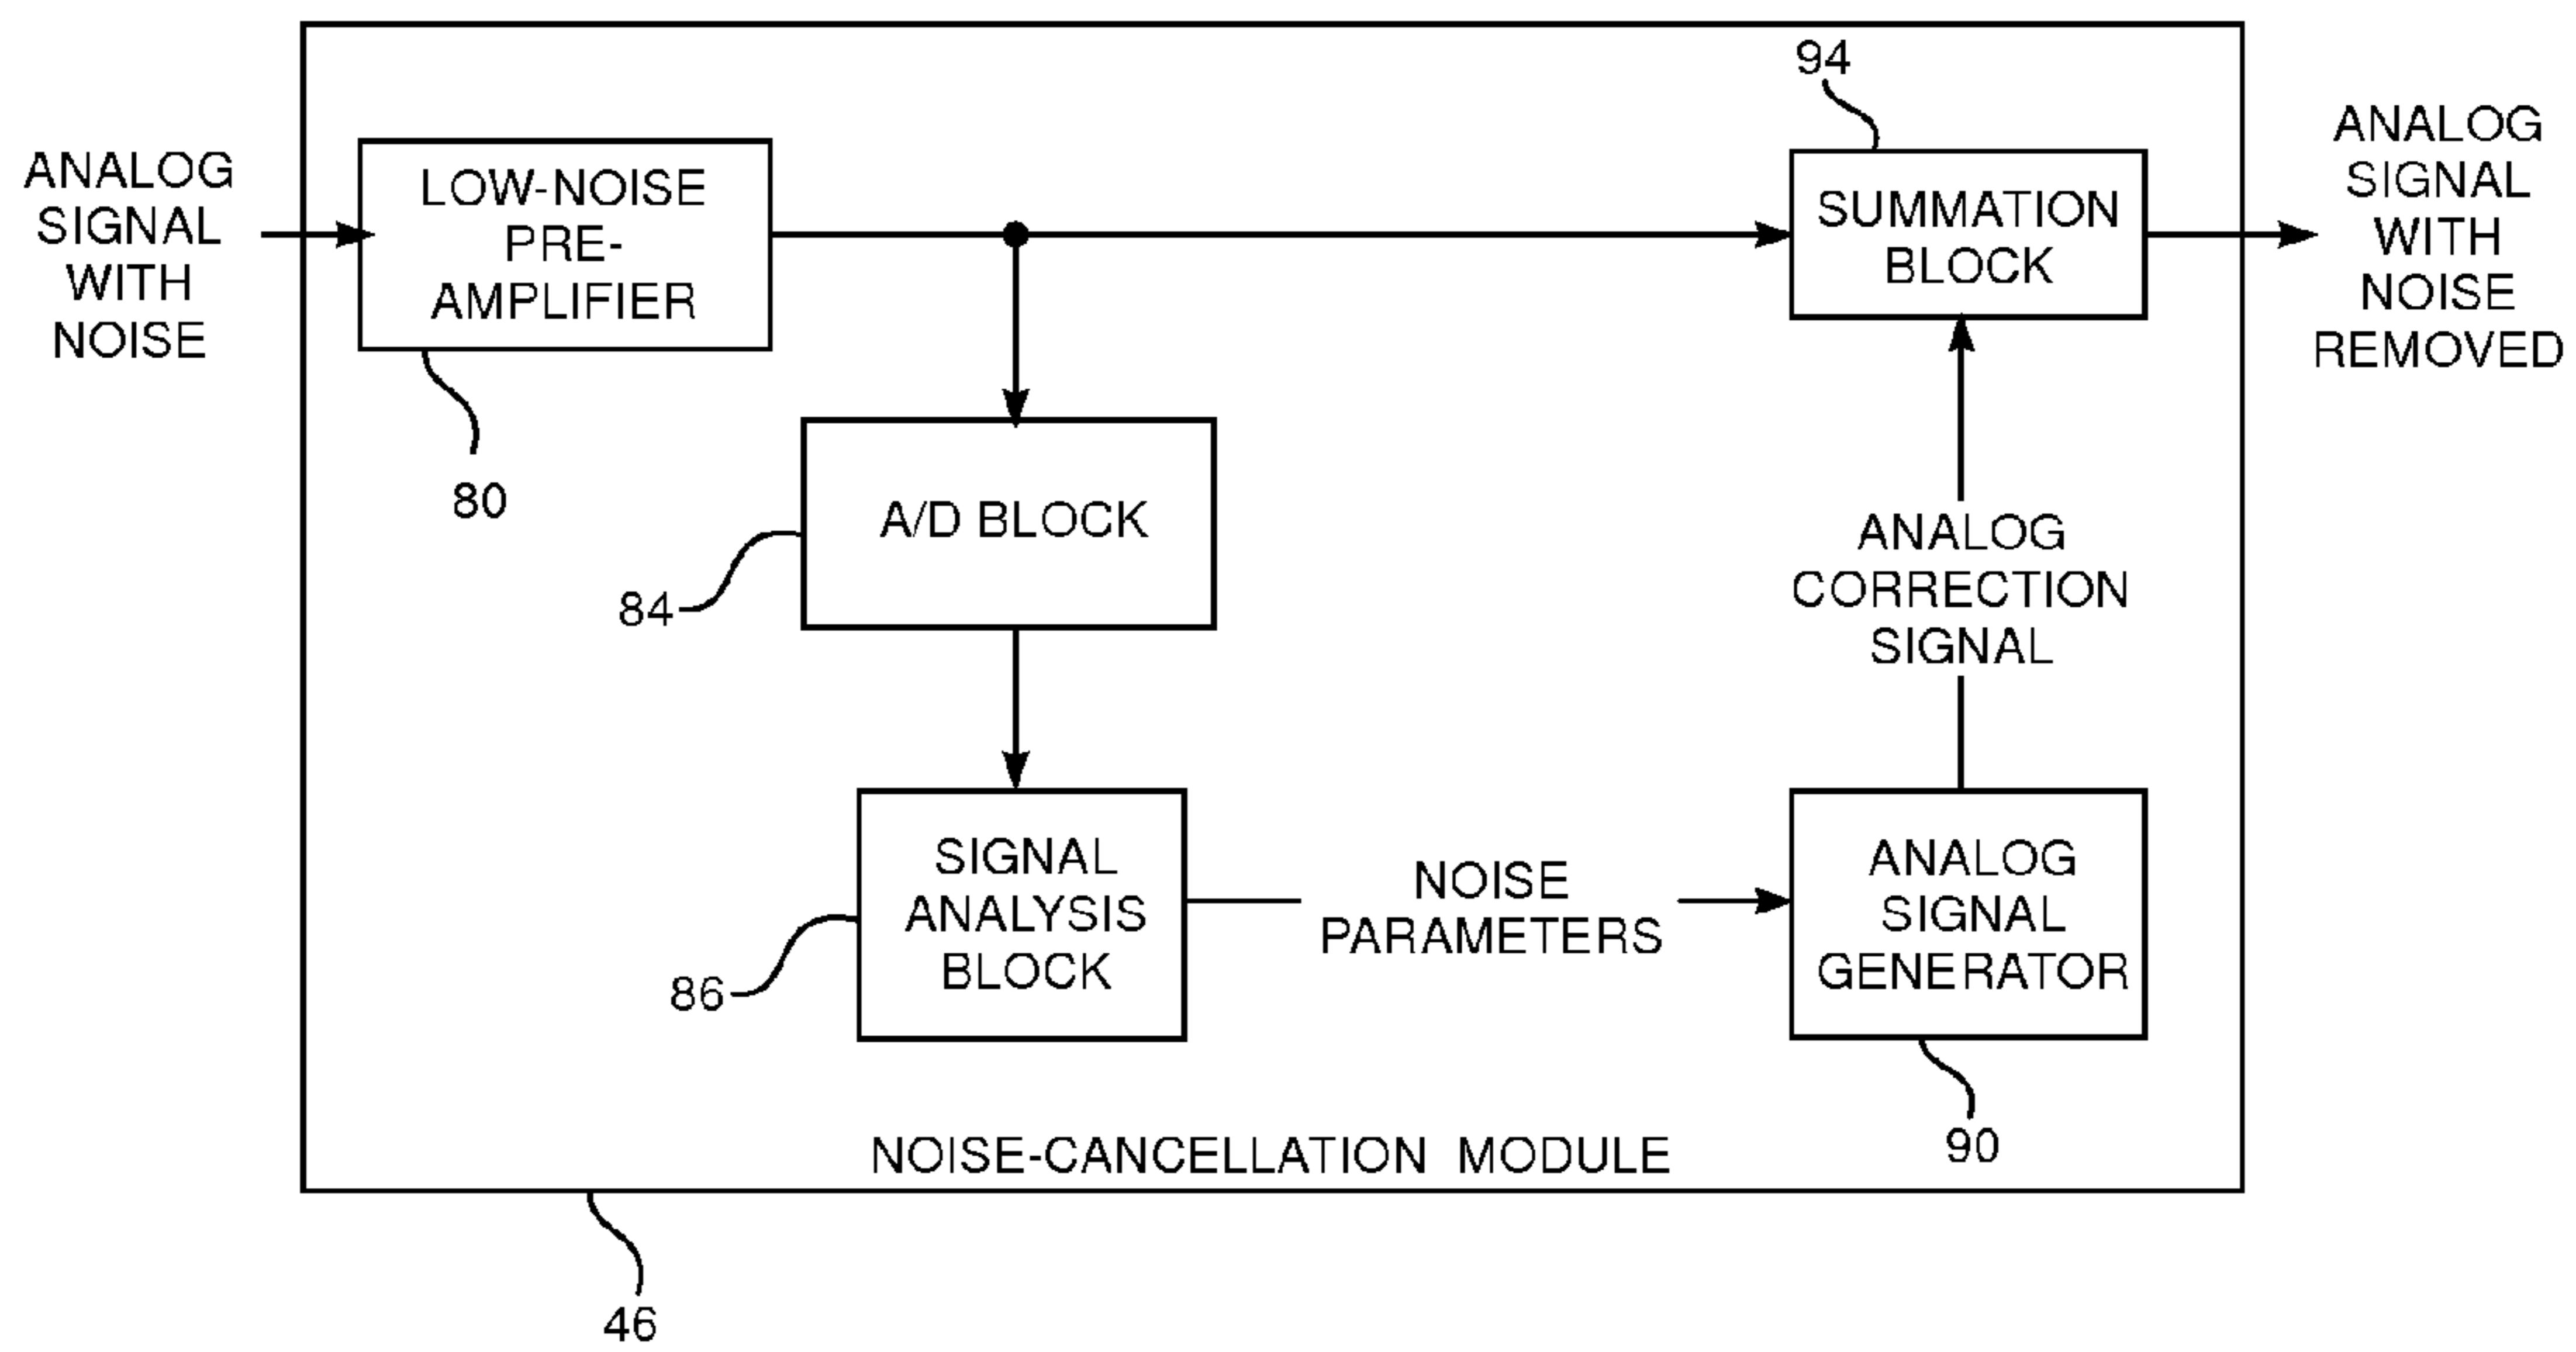 94
ANALOG
SIGNAL
WITH
NOISE
LOW-NOISE
PRE-
AMPLIFIER
SUMMATION
BLOCK
ANALOG
SIGNAL
WITH
NOISE
REMOVED
80
A/D BLOCK
84
ANALOG
CORRECTION
SIGNAL
SIGNAL
ANALYSIS
BLOCK
86
NOISE
PARAMETERS
ANALOG
SIGNAL
GENERATOR
90
NOISE-CANCELLATION MODULE
46